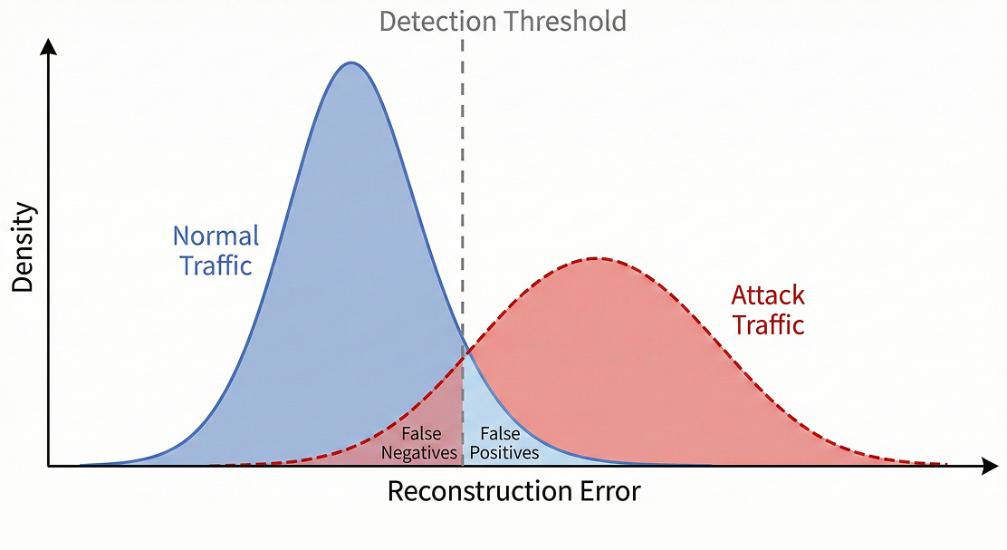 Detection Threshold
Density
Normal
Traffic
Attack
Traffic
False
Negatives
False
Positives
Reconstruction Error